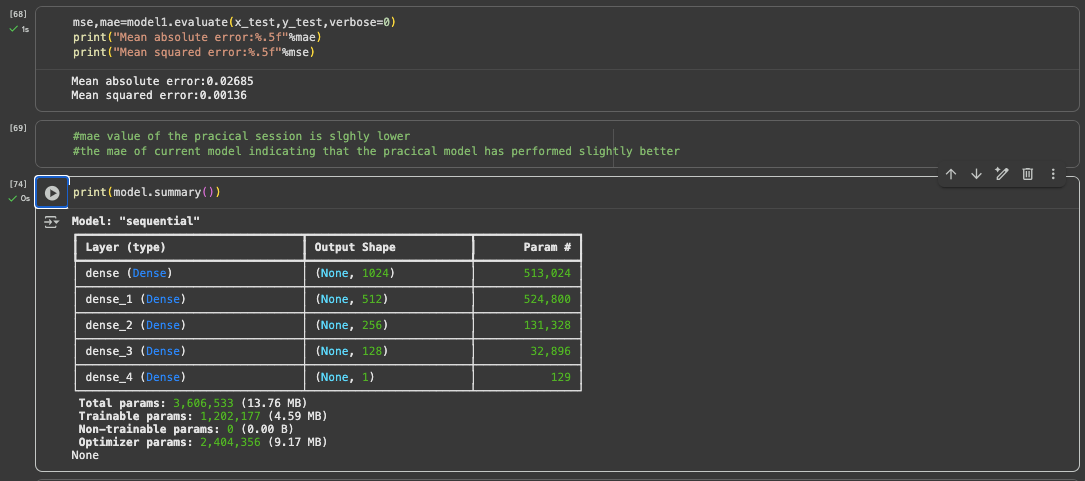 [68]
1s
mse,mae=model1.evaluate(x_test,y_test,verbose=0)
print("Mean absolute error:%.5f"%mae)
print("Mean squared error:%.5f"%mse)
Mean absolute error:0.02685
Mean squared error:0.00136
[69]
#mae value of the pracical session is slghly lower
#the mae of current model indicating that the pracical model has performed slightly better
[74]
0s
print(model.summary())
Model: "sequential"
Layer (type) Output Shape Param #
dense (Dense) (None, 1024) 513,024
dense_1 (Dense) (None, 512) 524,800
dense_2 (Dense) (None, 256) 131,328
dense_3 (Dense) (None, 128) 32,896
dense_4 (Dense) (None, 1) 129
Total params: 3,606,533 (13.76 MB)
Trainable params: 1,202,177 (4.59 MB)
Non-trainable params: 0 (0.00 B)
Optimizer params: 2,404,356 (9.17 MB)
None